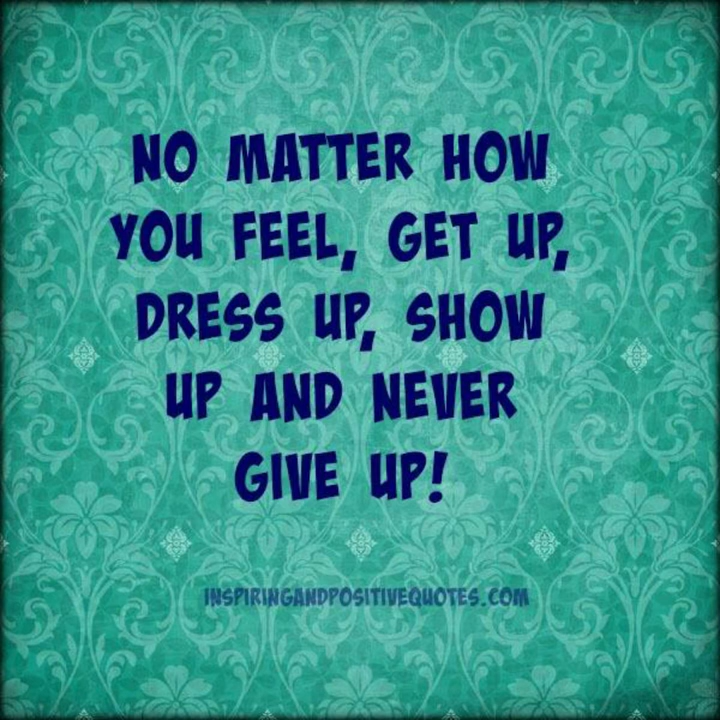 NO MATTER HOW
YOU FEEL, GET UP,
DRESS UP, SHOW
UP AND NEVER
GIVE UP!
INSPIRINGANDPOSITIVEQUOTES.COM